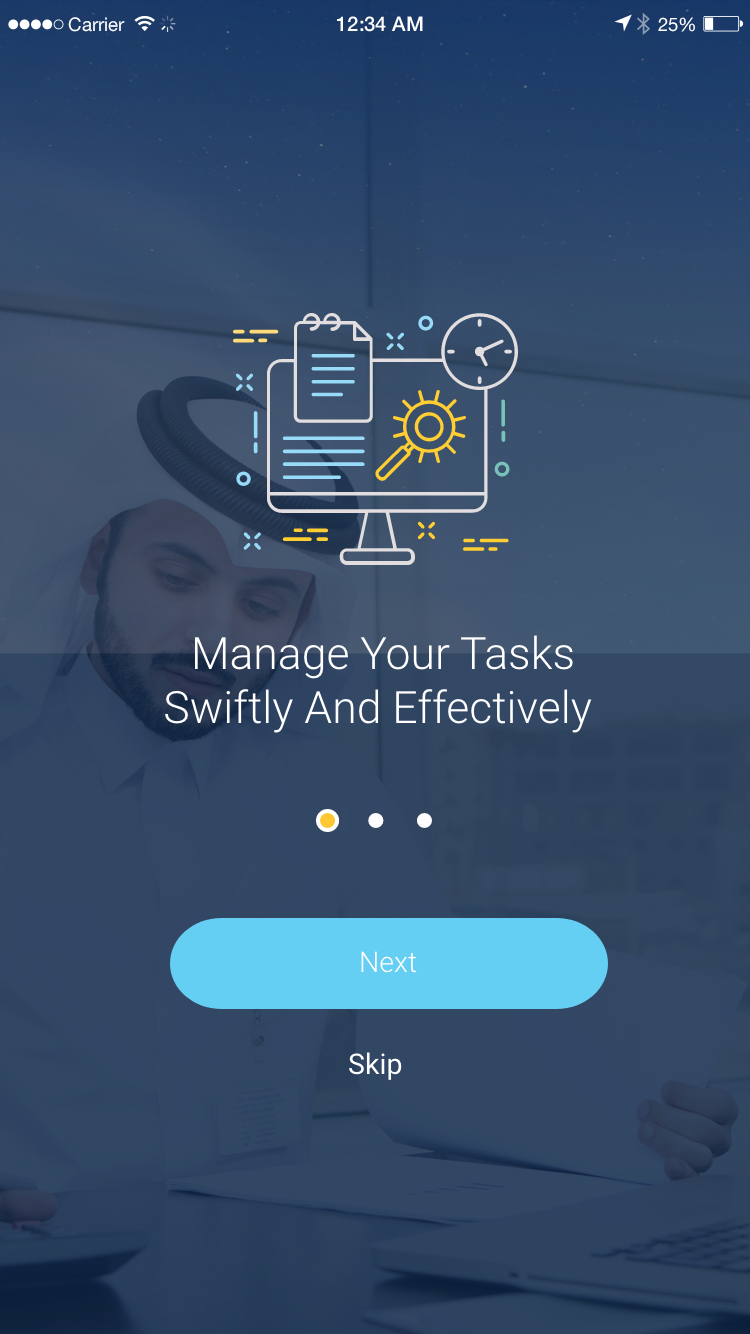 Carrier 12:34 AM 25%
Manage Your Tasks
Swiftly And Effectively
Next
Skip